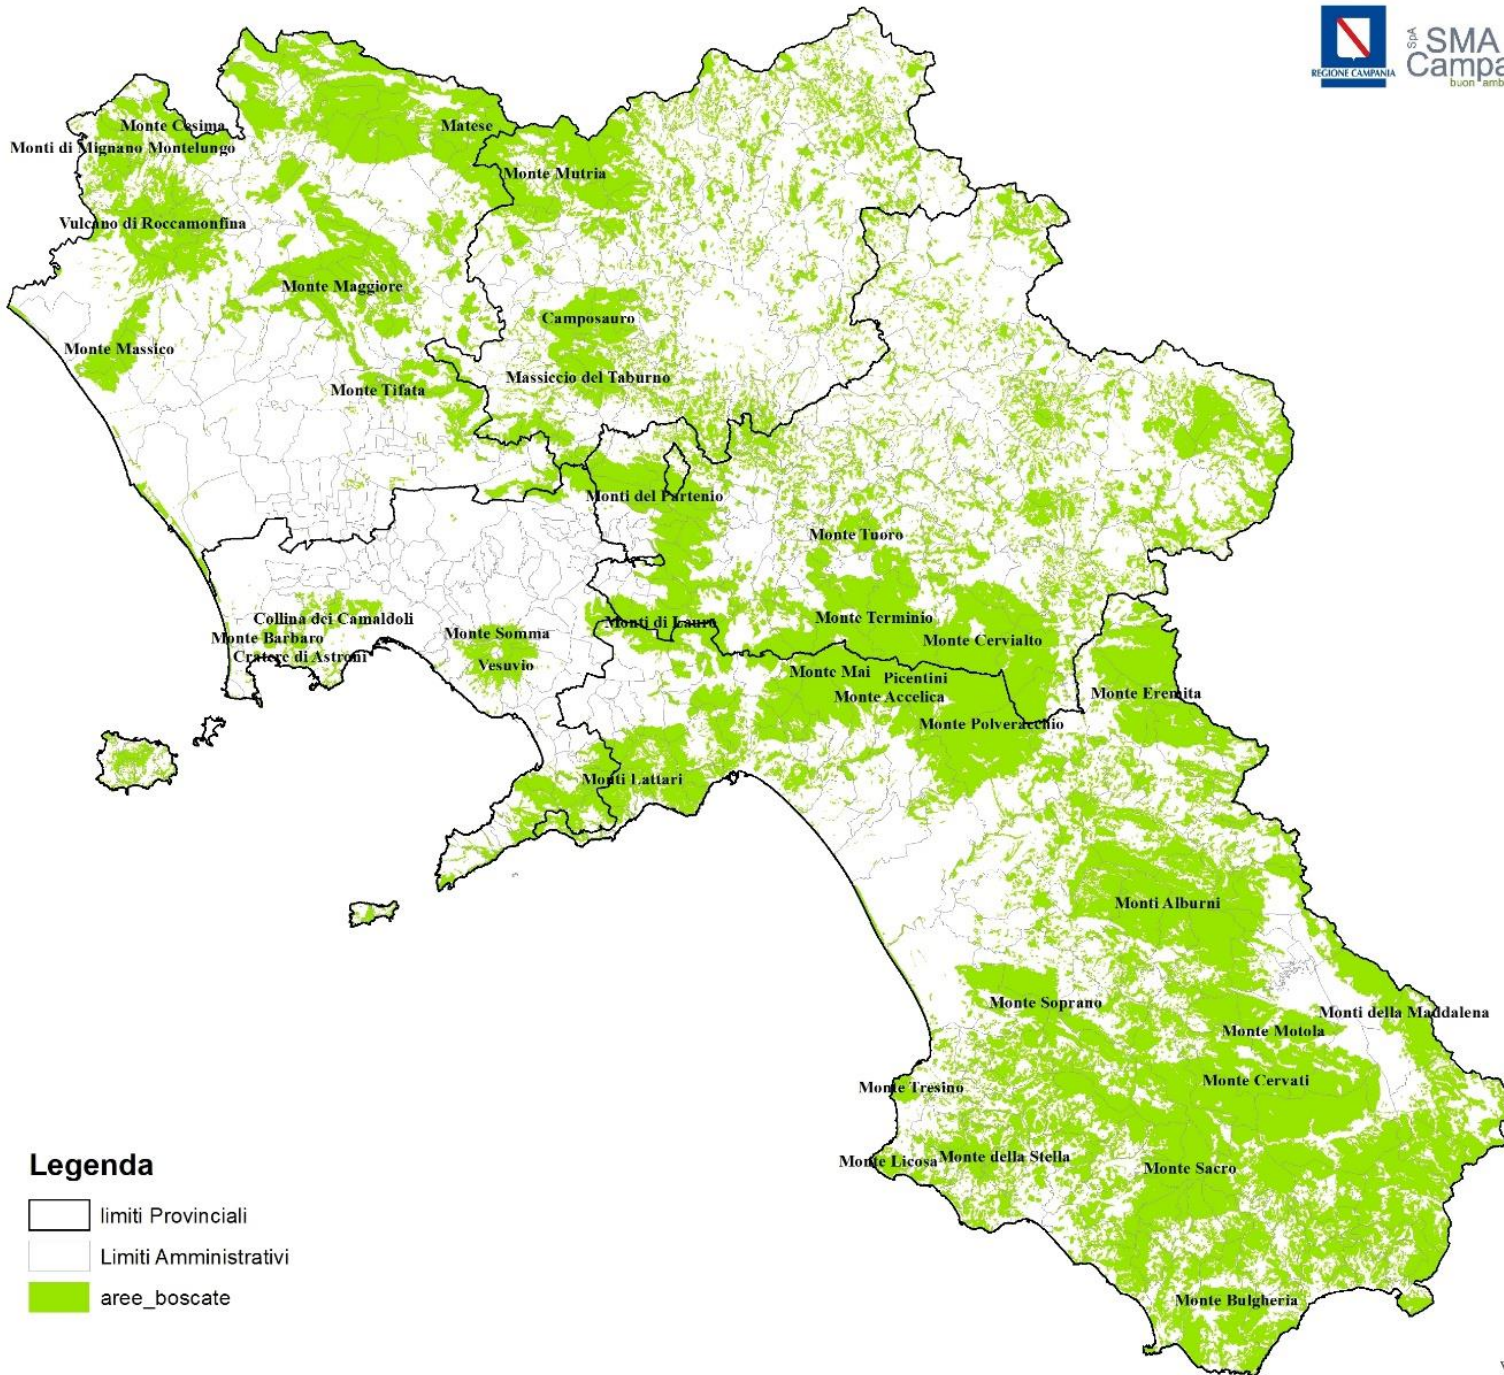 REGIONE CAMPANIA
SpA SMA
Campa
buon ambi
Monte Cesima
Matese
Monti di Mignano Montelungo
Monte Mutria
Vulcano di Roccamonfina
Monte Maggiore
Camposauro
Monte Massico
Massiccio del Taburno
Monte Tifata
Monti del Partenio
Monte Tuoro
Collina dei Camaldoli
Monte Terminio
Monti di Lauro
Monte Somma
Monte Barbaro
Monte Cervialto
Cratere di Astroni
Vesuvio
Monte Mai
Picentini
Monte Eremita
Monte Accelica
Monte Polveracchio
Monti Lattari
Monti Alburni
Monte Soprano
Monti della Maddalena
Monte Motola
Monte Cervati
Monte Tresino
Monte della Stella
Monte Licosa
Monte Sacro
Monte Bulgheria
Legenda
limiti Provinciali
Limiti Amministrativi
aree_boscate